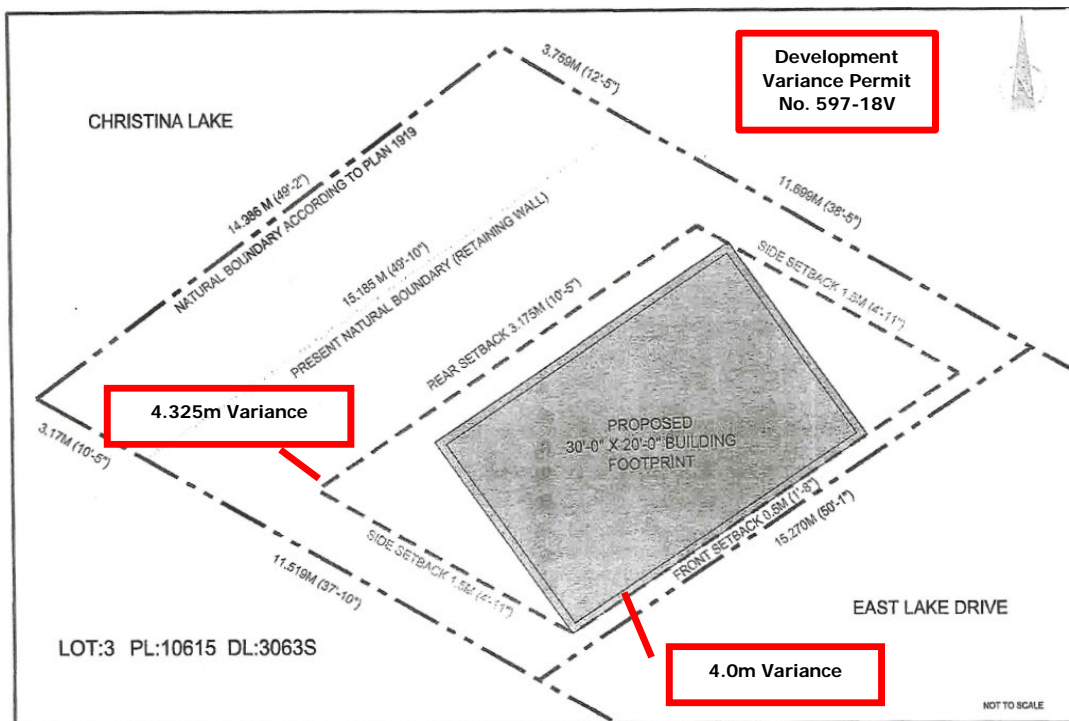 Development
Variance Permit
No. 597-18V
3.759M (12'-5")
CHRISTINA LAKE
14.386 M (49'-2")
NATURAL BOUNDARY ACCORDING TO PLAN 1919
11.699M (38'-5")
15.185 M (49'-10")
PRESENT NATURAL BOUNDARY (RETAINING WALL)
SIDE SETBACK 1.5M (4'-11")
REAR SETBACK 3.175M (10'-5")
4.325m Variance
3.17M (10'-5")
PROPOSED
30'-0" X 20'-0" BUILDING
FOOTPRINT
SIDE SETBACK 1.5M (4'-11")
11.519M (37'-10")
FRONT SETBACK 0.5M (1'-8")
15.270M (50'-1")
EAST LAKE DRIVE
LOT:3 PL:10615 DL:3063S
4.0m Variance
NOT TO SCALE